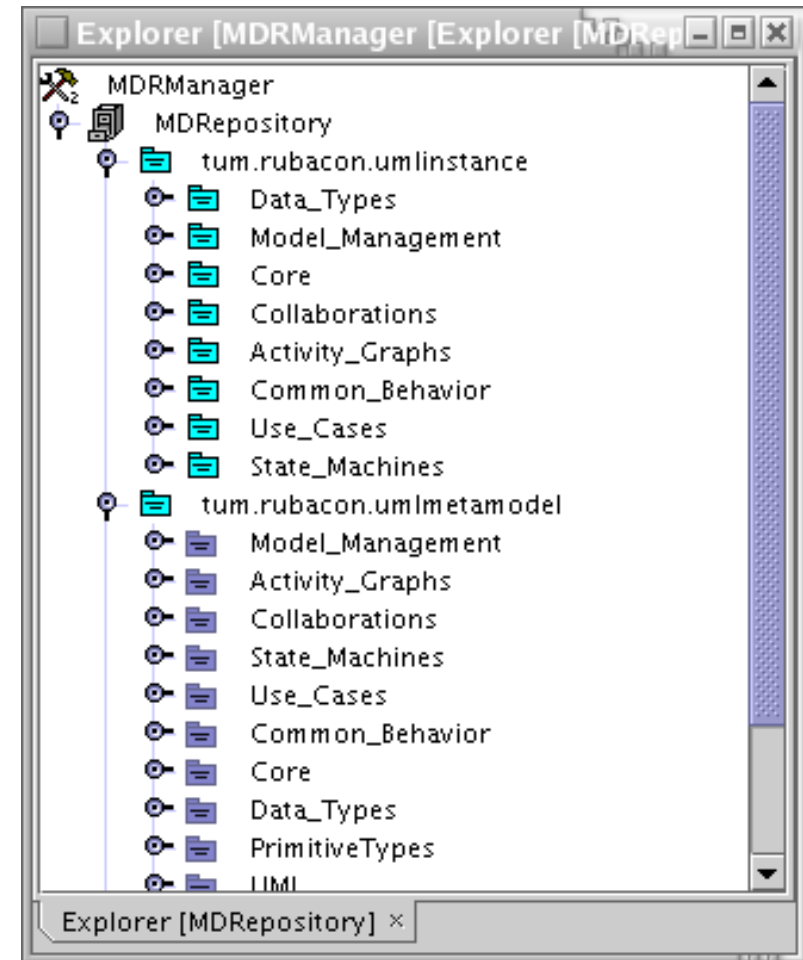 Explorer [MDRManager [Explorer [MDRep
MDRManager
MDRepository
tum.rubacon.umlinstance
Data_Types
Model_Management
Core
Collaborations
Activity_Graphs
Common_Behavior
Use_Cases
State_Machines
tum.rubacon.umlmetamodel
Model_Management
Activity_Graphs
Collaborations
State_Machines
Use_Cases
Common_Behavior
Core
Data_Types
PrimitiveTypes
UML
Explorer [MDRepository] ×